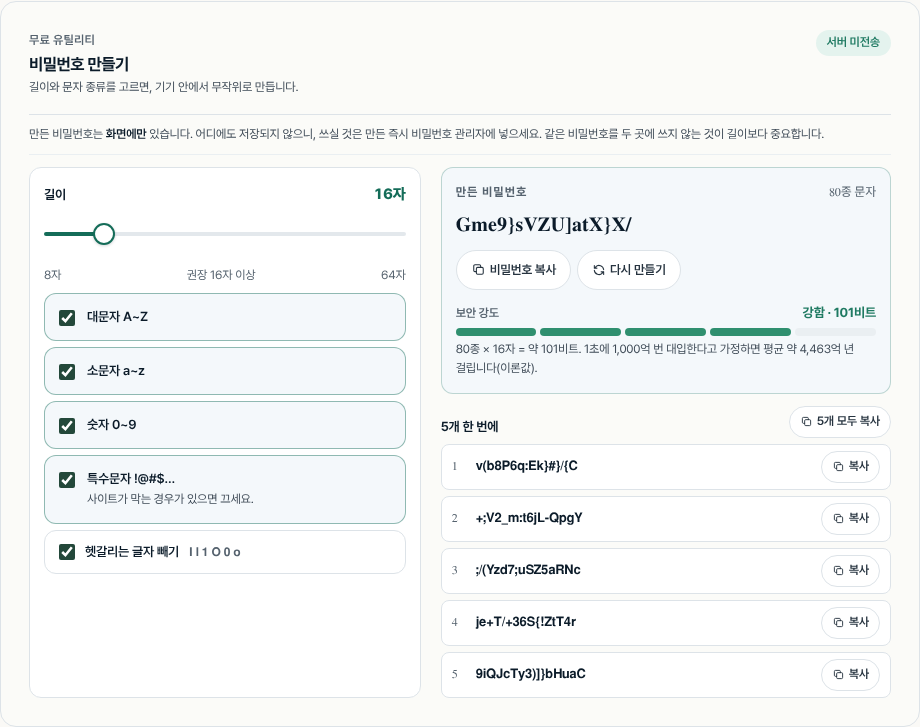 무료 유틸리티
서버 미전송
비밀번호 만들기
길이와 문자 종류를 고르면, 기기 안에서 무작위로 만듭니다.
만든 비밀번호는 화면에만 있습니다. 어디에도 저장되지 않으니, 쓰실 것은 만든 즉시 비밀번호 관리자에 넣으세요. 같은 비밀번호를 두 곳에 쓰지 않는 것이 길이보다 중요합니다.
길이
16자
8자
권장 16자 이상
64자
대문자 A~Z
소문자 a~z
숫자 0~9
특수문자 !@#$...
사이트가 막는 경우가 있으면 끄세요.
헷갈리는 글자 빼기 I l 1 O 0 o
만든 비밀번호
80종 문자
Gme9}sVZU]atX}X/
비밀번호 복사
다시 만들기
보안 강도
강함 · 101비트
80종 × 16자 = 약 101비트. 1초에 1,000억 번 대입한다고 가정하면 평균 약 4,463억 년
걸립니다(이론값).
5개 한 번에
5개 모두 복사
1 v(b8P6q:Ek}#}/{C 복사
2 +;V2_m:t6jL-QpgY 복사
3 ;/(Yzd7;uSZ5aRNc 복사
4 je+T/+36S{!ZtT4r 복사
5 9iQJcTy3)]}bHuaC 복사